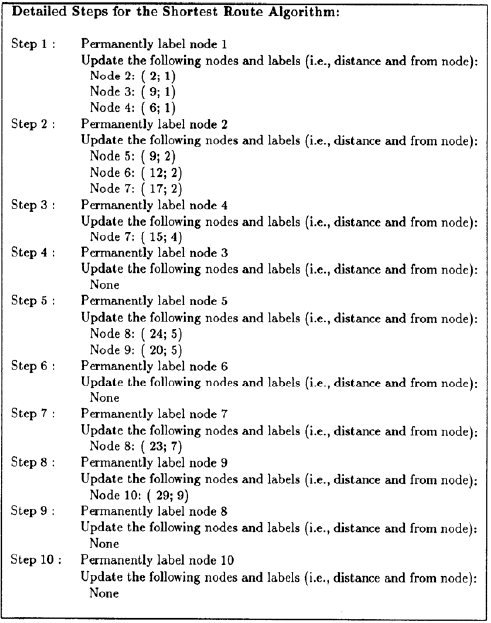 Detailed Steps for the Shortest Route Algorithm:
Step 1 : Permanently label node 1
Update the following nodes and labels (i.e., distance and from node):
Node 2: ( 2; 1)
Node 3: ( 9; 1)
Node 4: ( 6; 1)
Step 2 : Permanently label node 2
Update the following nodes and labels (i.e., distance and from node):
Node 5: ( 9; 2)
Node 6: ( 12; 2)
Node 7: ( 17; 2)
Step 3 : Permanently label node 4
Update the following nodes and labels (i.e., distance and from node):
Node 7: ( 15; 4)
Step 4 : Permanently label node 3
Update the following nodes and labels (i.e., distance and from node):
None
Step 5 : Permanently label node 5
Update the following nodes and labels (i.e., distance and from node):
Node 8: ( 24; 5)
Node 9: ( 20; 5)
Step 6 : Permanently label node 6
Update the following nodes and labels (i.e., distance and from node):
None
Step 7 : Permanently label node 7
Update the following nodes and labels (i.e., distance and from node):
Node 8: ( 23; 7)
Step 8 : Permanently label node 9
Update the following nodes and labels (i.e., distance and from node):
Node 10: ( 29; 9)
Step 9 : Permanently label node 8
Update the following nodes and labels (i.e., distance and from node):
None
Step 10 : Permanently label node 10
Update the following nodes and labels (i.e., distance and from node):
None